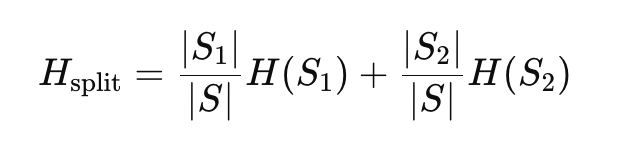 H_split = |S_1|/|S| H(S_1) + |S_2|/|S| H(S_2)